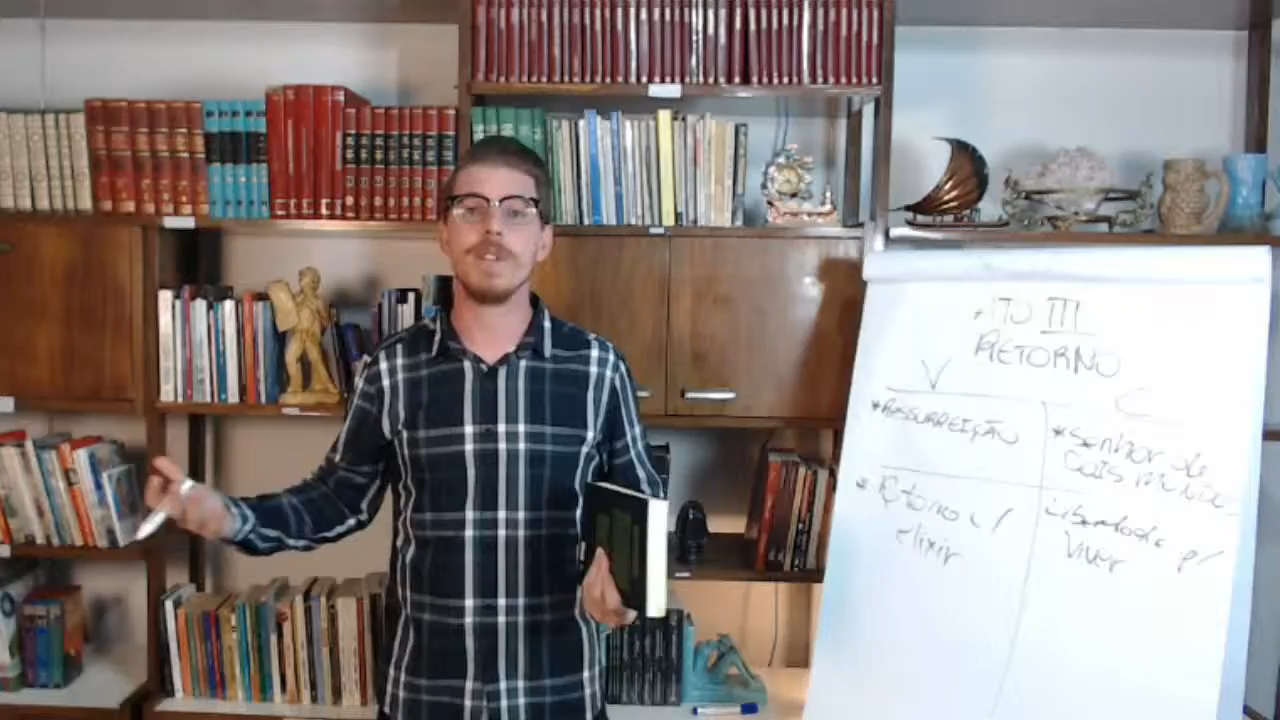 ATO III
RETORNO
V
C
*RESSURREIÇÃO
*Senhor de
DOIS MUNDOS
* Retorno c/
elixir
Liberdade p/
Viver